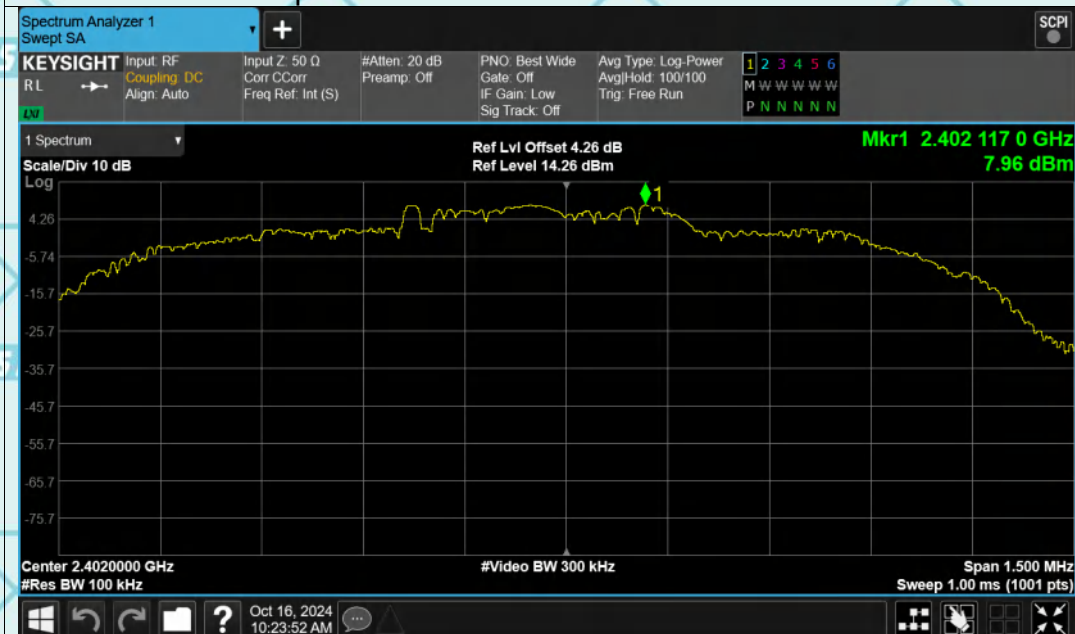 Spectrum Analyzer 1
Swept SA
+
SCPI
KEYSIGHT
RL
LXI
Input: RF
Coupling: DC
Align: Auto
Input Z: 50 Ω
Corr CCorr
Freq Ref: Int (S)
#Atten: 20 dB
Preamp: Off
PNO: Best Wide
Gate: Off
IF Gain: Low
Sig Track: Off
Avg Type: Log-Power
Avg|Hold: 100/100
Trig: Free Run
1 2 3 4 5 6
M W W W W W
P N N N N N
1 Spectrum
Scale/Div 10 dB
Log
Ref Lvl Offset 4.26 dB
Ref Level 14.26 dBm
Mkr1 2.402 117 0 GHz
7.96 dBm
1
4.26
-5.74
-15.7
-25.7
-35.7
-45.7
-55.7
-65.7
-75.7
Center 2.4020000 GHz
#Res BW 100 kHz
#Video BW 300 kHz
Span 1.500 MHz
Sweep 1.00 ms (1001 pts)
?
Oct 16, 2024
10:23:52 AM